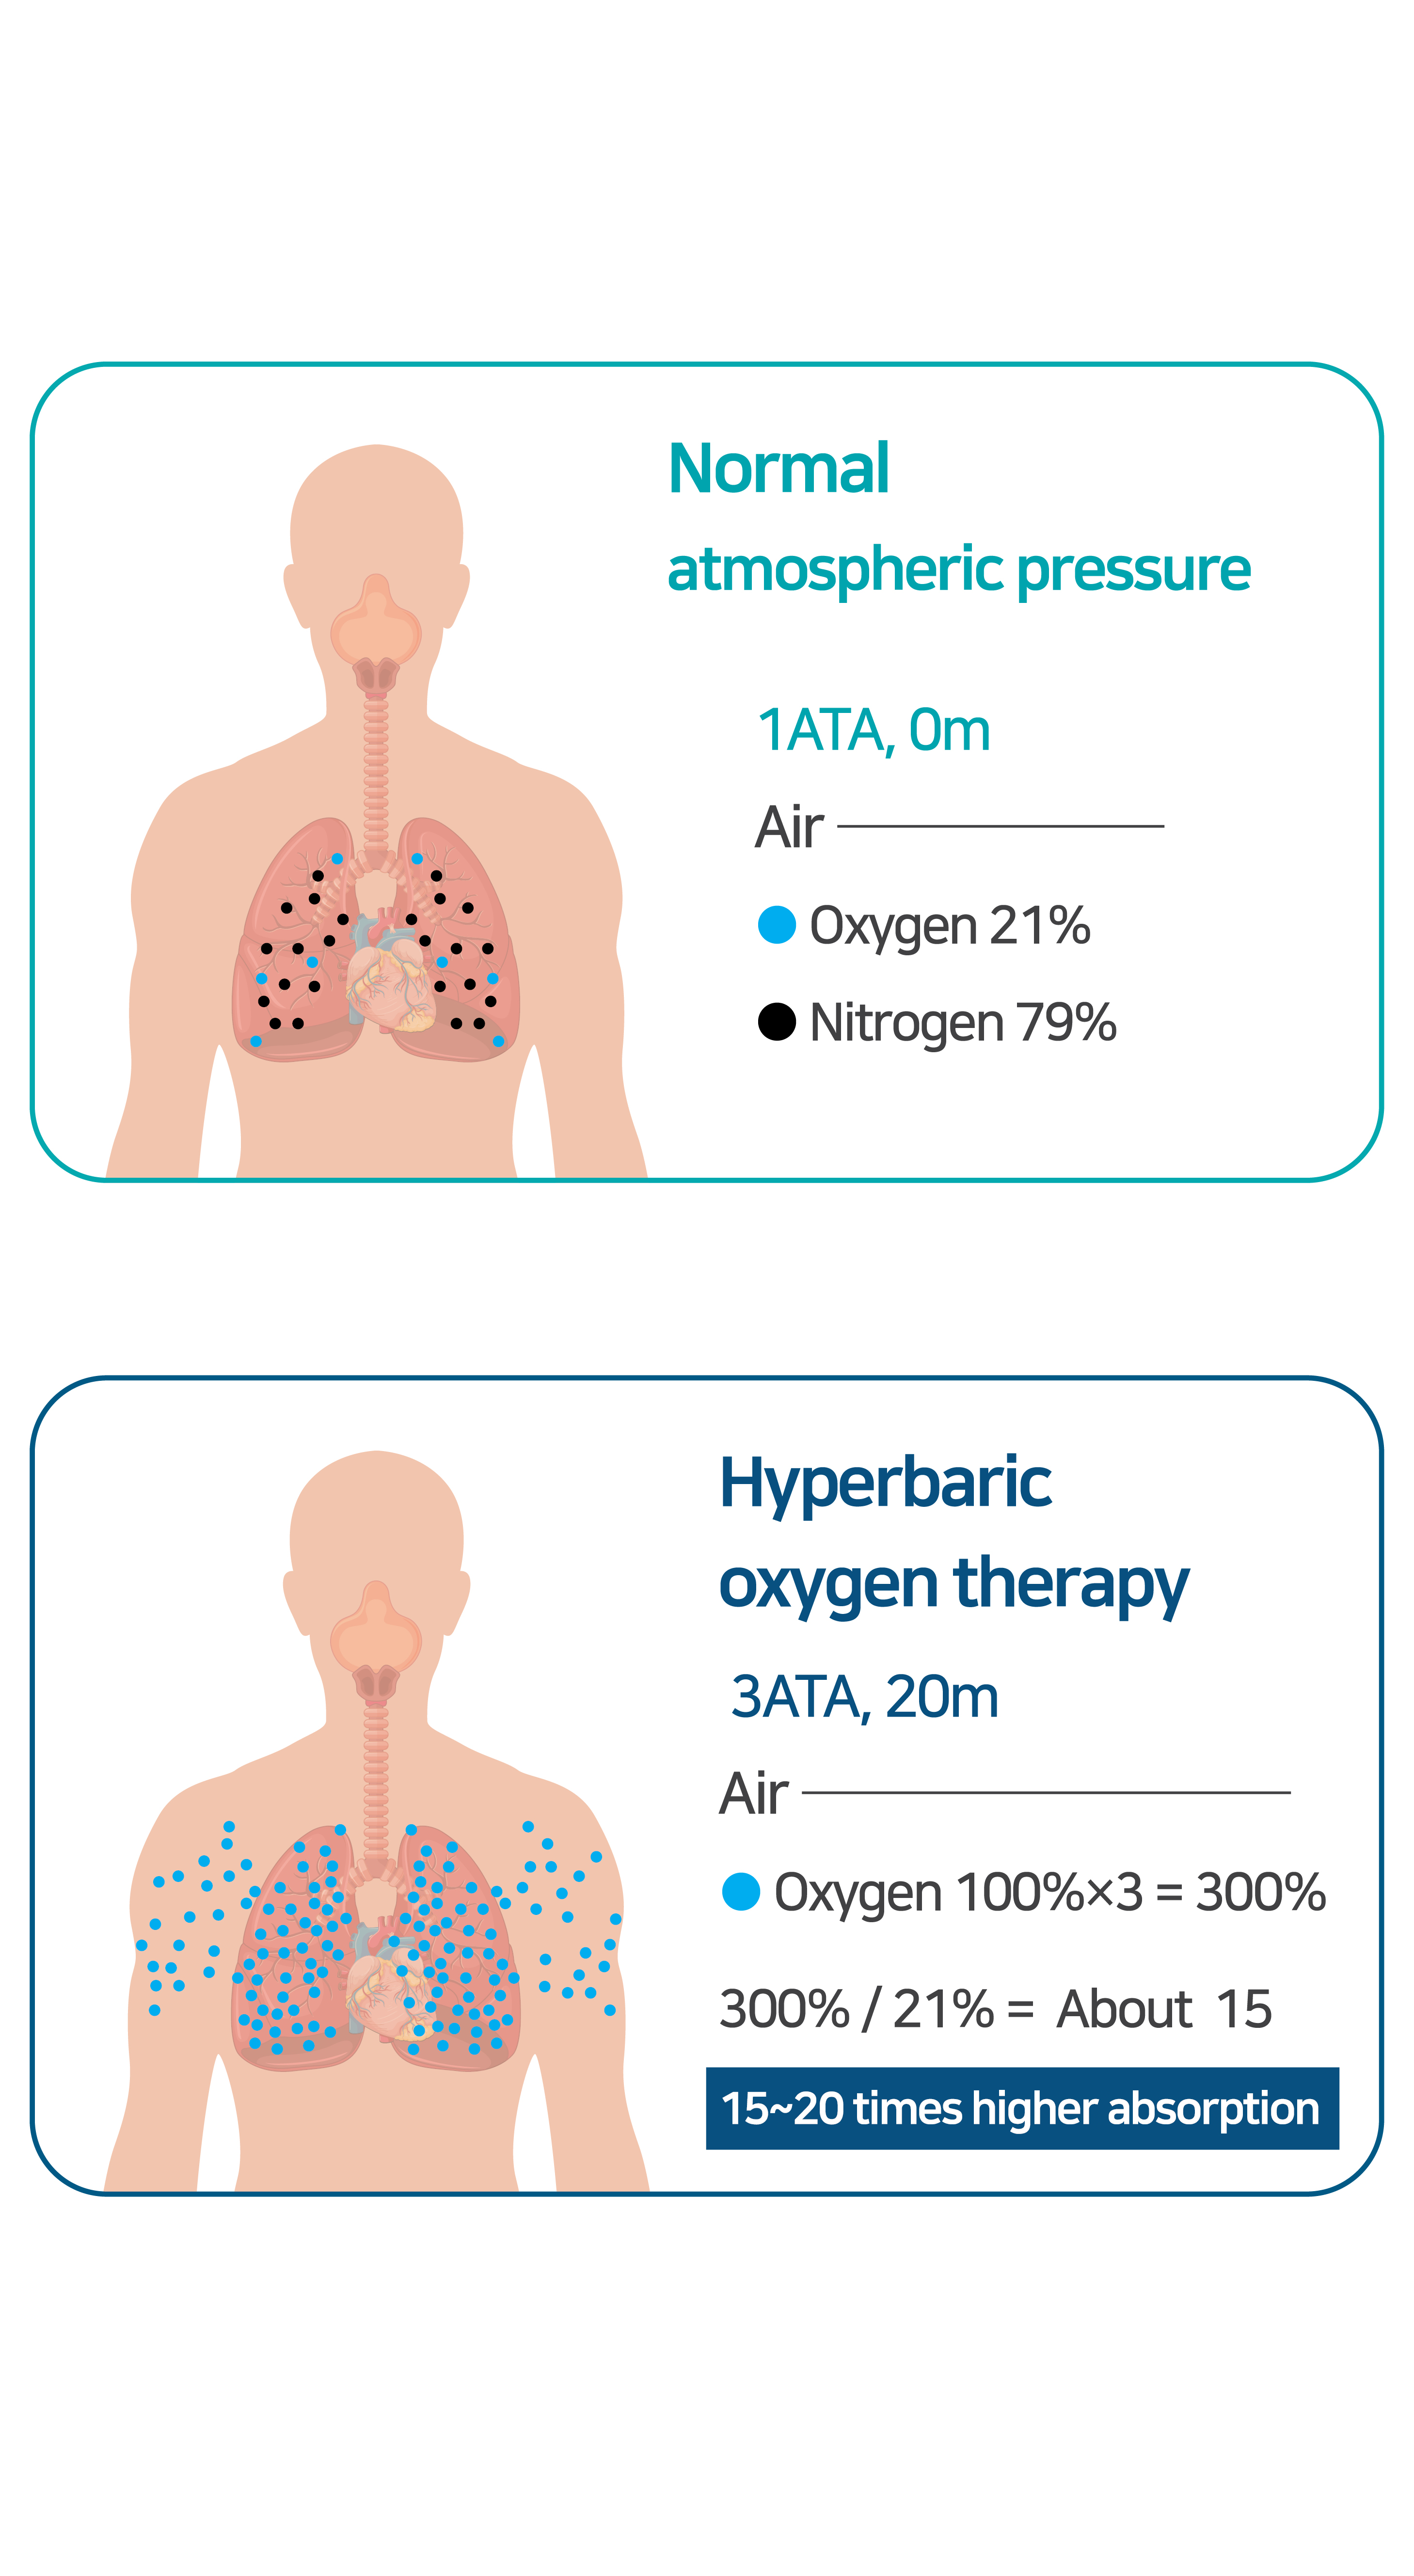 Normal
atmospheric pressure
1ATA, 0m
Air
Oxygen 21%
Nitrogen 79%
Hyperbaric
oxygen therapy
3ATA, 20m
Air
Oxygen 100%×3 = 300%
300% / 21% = About 15
15~20 times higher absorption